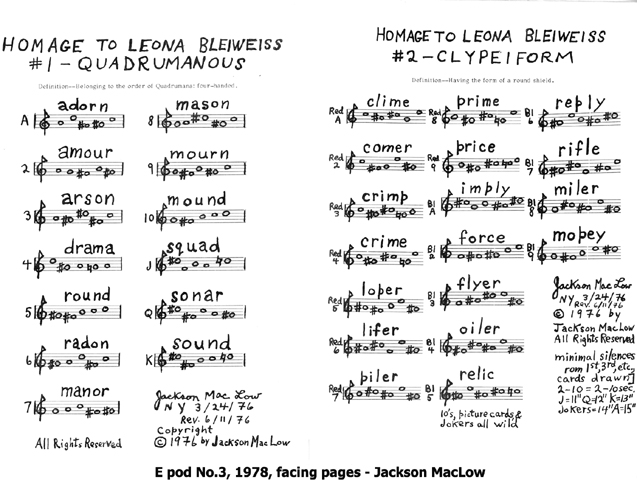 HOMAGE TO LEONA BLEIWEISS
#1 - QUADRUMANOUS
Definition--Belonging to the order of Quadrumana: four-handed.
A adorn
2 amour
3 arson
4 drama
5 round
6 radon
7 manor
8 mason
9 mourn
10 mound
J squad
Q sonar
K sound
Jackson Mac Low
NY 3/24/76
Rev. 6/11/76
Copyright
© 1976 by Jackson MacLow
All Rights Reserved
HOMAGE TO LEONA BLEIWEISS
#2 - CLYPEIFORM
Definition--Having the form of a round shield.
Red A clime
Red 2 comer
Red 3 crimp
Red 4 crime
Red 5 loper
Red 6 lifer
Red 7 piler
Red 8 prime
Red 9 price
Bl A imply
Bl 2 force
Bl 3 flyer
Bl 4 oiler
Bl 5 relic
10's, picture cards &
Jokers all wild
Bl 6 reply
Bl 7 rifle
Bl 8 miler
Bl 9 mopey
Jackson Mac Low
NY 3/24/76
Rev. 6/11/76
© 1976 by
Jackson MacLow
All Rights Reserved
minimal silences
rom 1st, 3rd, etc.
cards drawn]
2-10 = 2-10 sec.
J=11" Q=12" K=13"
Jokers=14" A=15"
E pod No.3, 1978, facing pages - Jackson MacLow